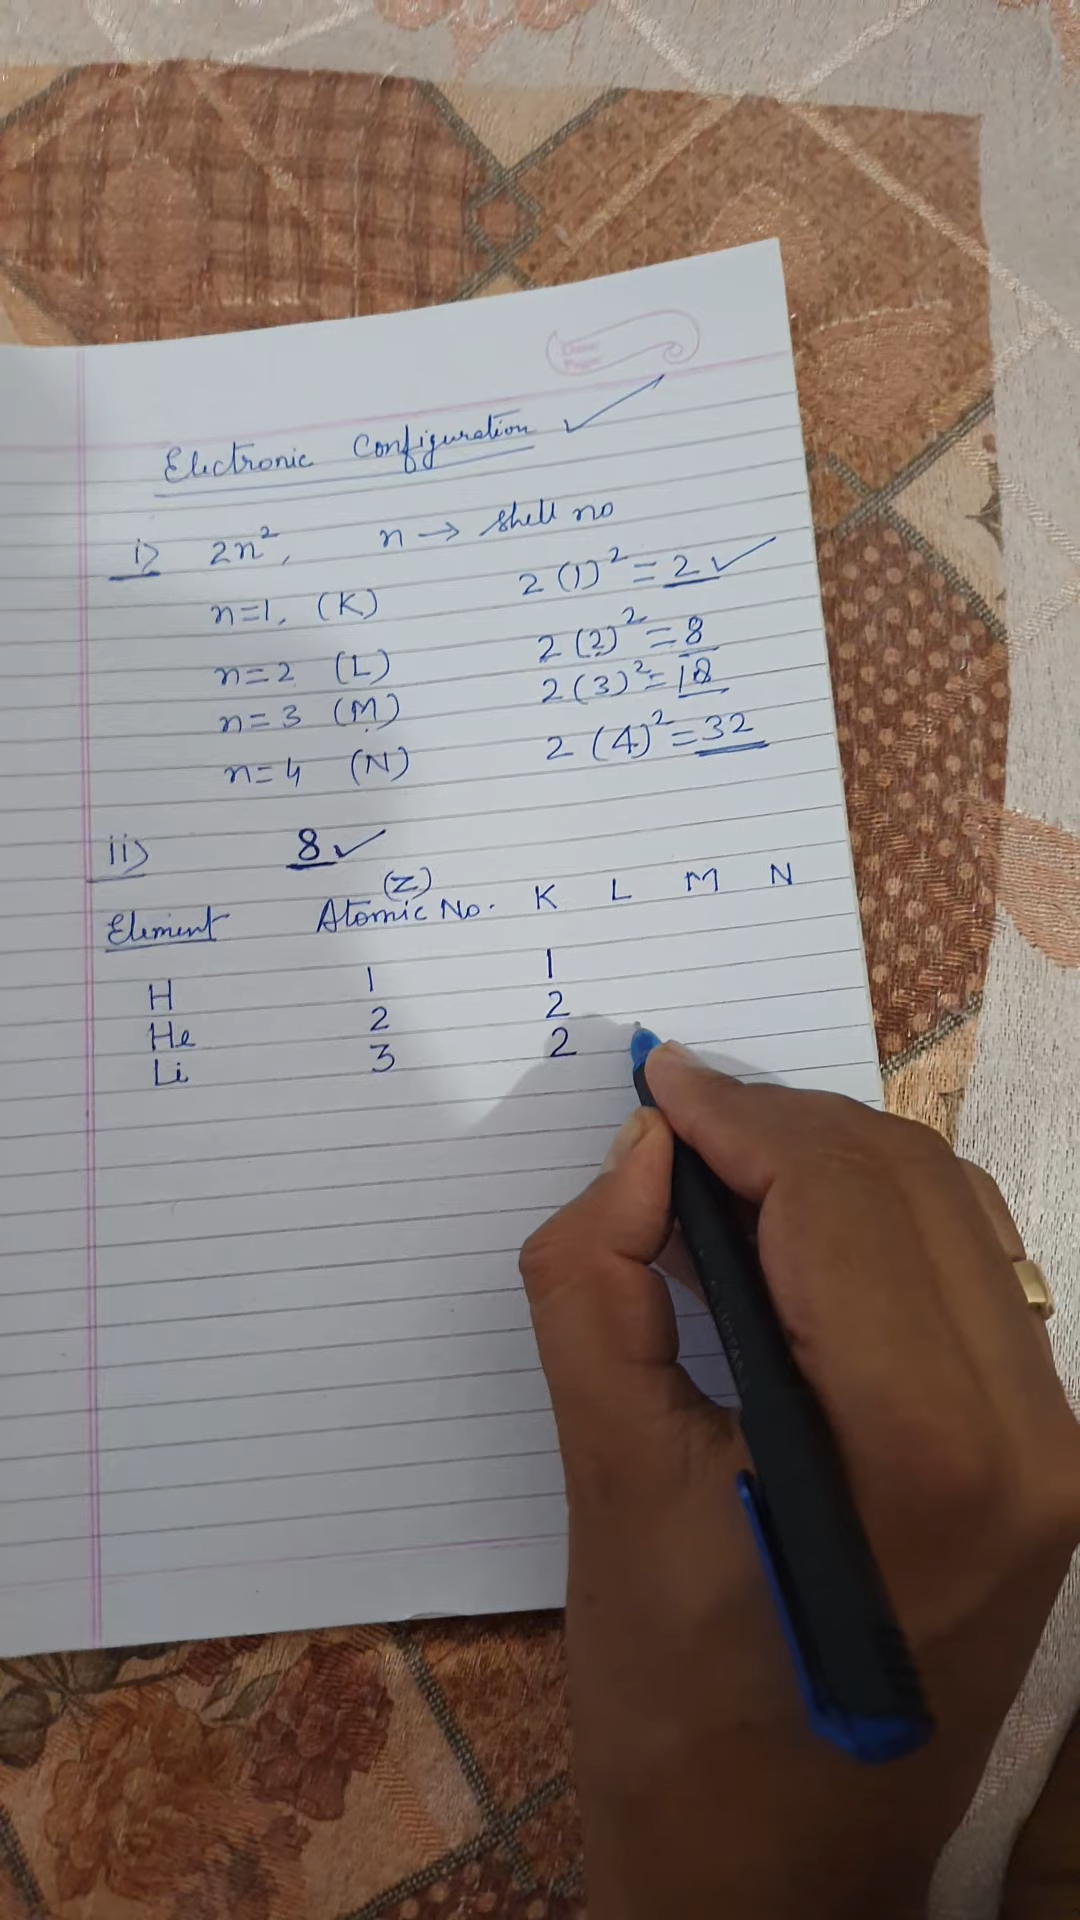 Date:
Page:
Electronic Configuration ✓
i> 2n², n → shell no
n=1, (K) 2(1)² = 2 ✓
n=2 (L) 2(2)² = 8
n=3 (M) 2(3)² = 18
n=4 (N) 2(4)² = 32
ii> 8 ✓
Element Atomic No. (Z) K L M N
H 1 1
He 2 2
Li 3 2